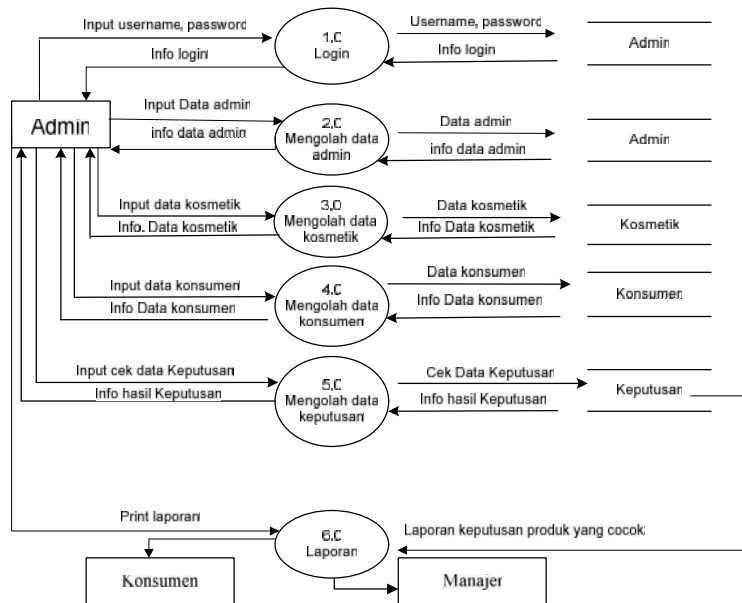 Input username, password
Info login
1.0
Login
Username, password
Info login
Admin
Admin
Input Data admin
info data admin
2.0
Mengolah data
admin
Data admin
info data admin
Admin
Input data kosmetik
Info. Data kosmetik
3.0
Mengolah data
kosmetik
Data kosmetik
Info Data kosmetik
Kosmetik
Input data konsumen
Info Data konsumen
4.0
Mengolah data
konsumen
Data konsumen
Info Data konsumen
Konsumen
Input cek data Keputusan
Info hasil Keputusan
5.0
Mengolah data
keputusan
Cek Data Keputusan
Info hasil Keputusan
Keputusan
Print laporan
6.0
Laporan
Laporan keputusan produk yang cocok
Konsumen
Manajer